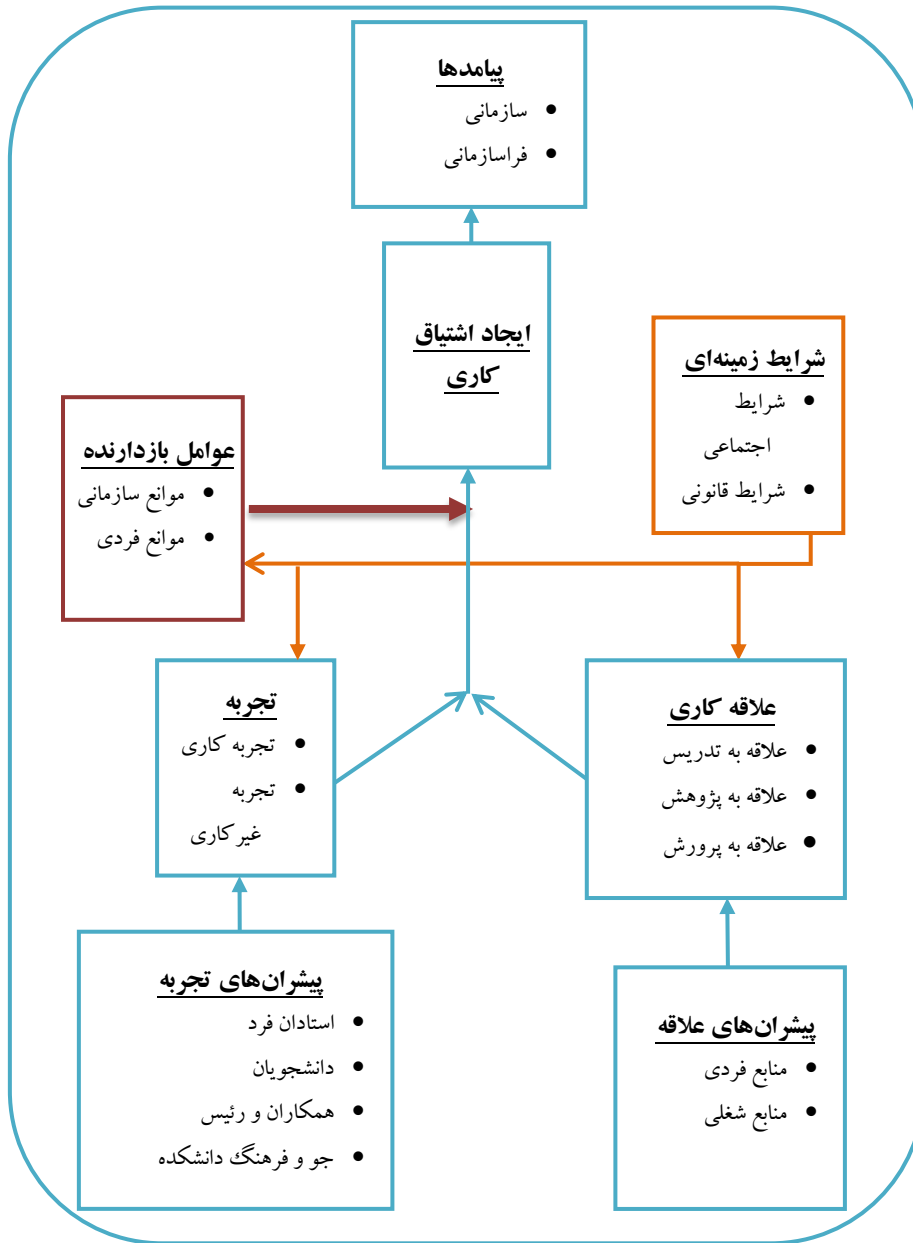 پیامدها
• سازمانی
• فراسازمانی
ایجاد اشتیاق
کاری
شرایط زمینه‌ای
• شرایط
اجتماعی
• شرایط قانونی
عوامل بازدارنده
• موانع سازمانی
• موانع فردی
علاقه کاری
• علاقه به تدریس
• علاقه به پژوهش
• علاقه به پرورش
تجربه
• تجربه کاری
• تجربه
غیرکاری
پیشران‌های علاقه
• منابع فردی
• منابع شغلی
پیشران‌های تجربه
• استادان فرد
• دانشجویان
• همکاران و رئیس
• جو و فرهنگ دانشکده